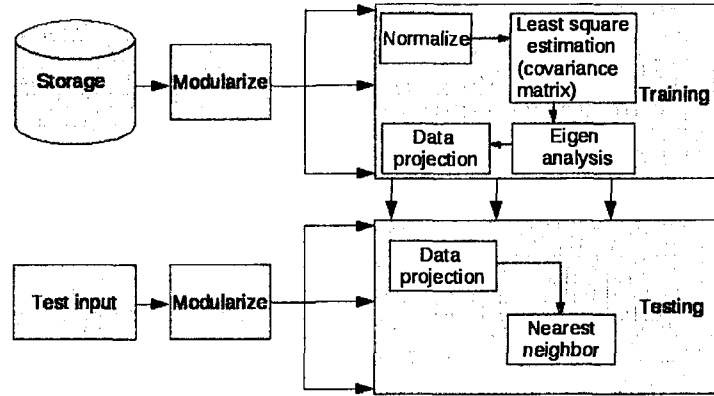 Storage
Modularize
Normalize
Least square
estimation
(covariance
matrix)
Training
Data
projection
Eigen
analysis
Test input
Modularize
Data
projection
Testing
Nearest
neighbor